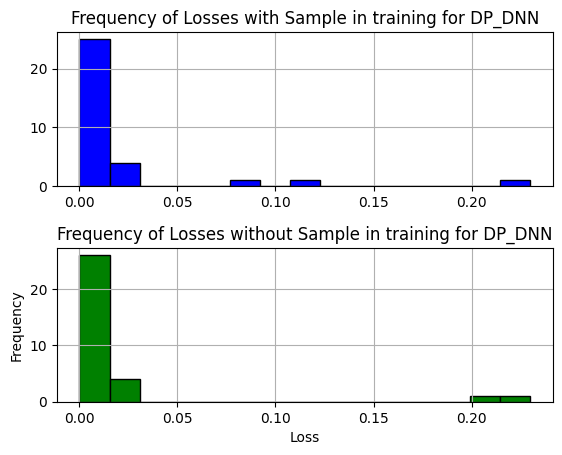 Frequency of Losses with Sample in training for DP_DNN
20
10
0
0.00 0.05 0.10 0.15 0.20
Frequency of Losses without Sample in training for DP_DNN
Frequency
20
10
0
0.00 0.05 0.10 0.15 0.20
Loss